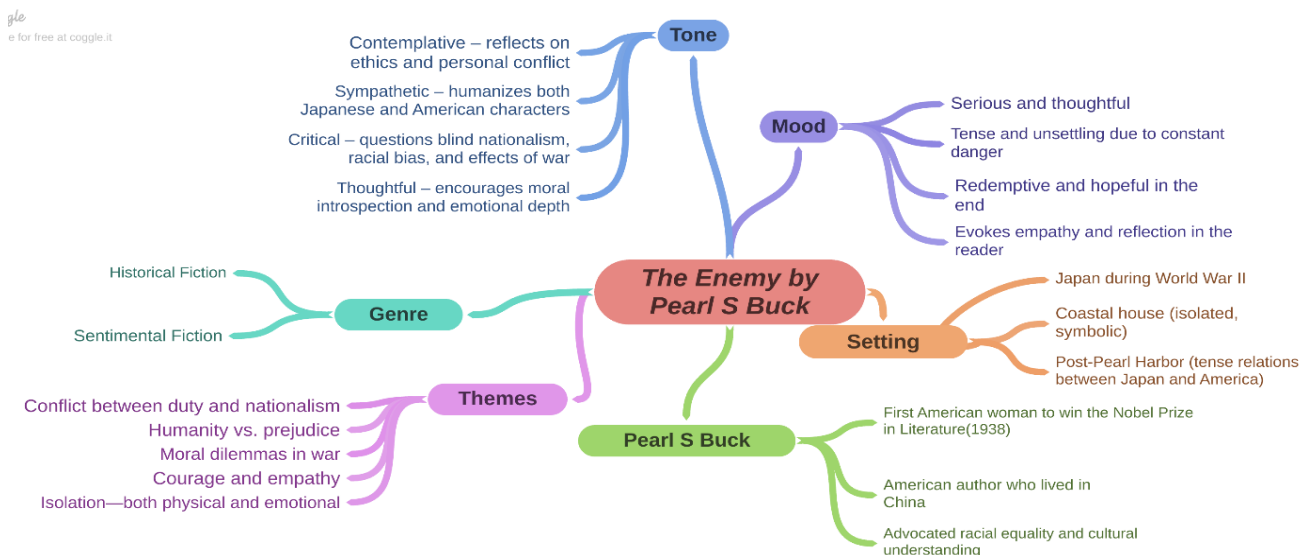 gle
e for free at coggle.it
Tone
Contemplative – reflects on
ethics and personal conflict
Sympathetic – humanizes both
Japanese and American characters
Critical – questions blind nationalism,
racial bias, and effects of war
Thoughtful – encourages moral
introspection and emotional depth
Mood
Serious and thoughtful
Tense and unsettling due to constant
danger
Redemptive and hopeful in the
end
Evokes empathy and reflection in the
reader
The Enemy by
Pearl S Buck
Genre
Historical Fiction
Sentimental Fiction
Setting
Japan during World War II
Coastal house (isolated,
symbolic)
Post-Pearl Harbor (tense relations
between Japan and America)
Themes
Conflict between duty and nationalism
Humanity vs. prejudice
Moral dilemmas in war
Courage and empathy
Isolation—both physical and emotional
Pearl S Buck
First American woman to win the Nobel Prize
in Literature(1938)
American author who lived in
China
Advocated racial equality and cultural
understanding